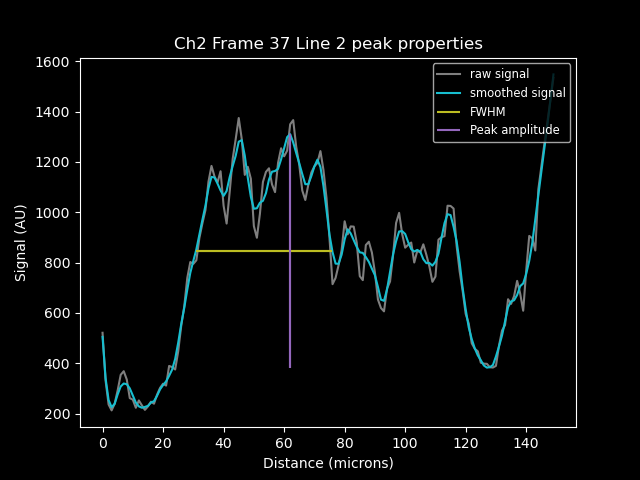 Ch2 Frame 37 Line 2 peak properties
raw signal
smoothed signal
FWHM
Peak amplitude
1600
1400
1200
1000
800
600
400
200
Signal (AU)
0 20 40 60 80 100 120 140
Distance (microns)